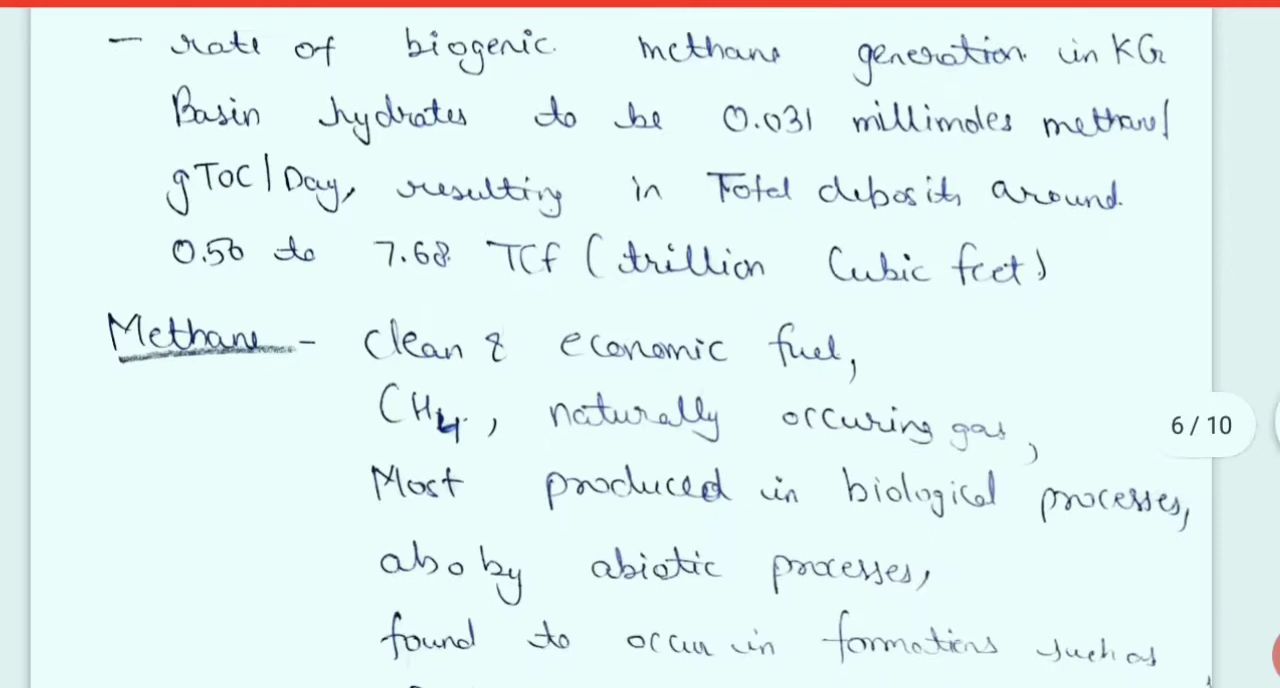 - rate of biogenic methane generation in KG
Basin hydrates to be 0.031 millimoles methane/
gTOC/Day, resulting in Total deposits around
0.56 to 7.68 TCf (trillion Cubic feet)
Methane - clean & economic fuel,
CH4, naturally occuring gas,
Most produced in biological processes,
also by abiotic processes,
found to occur in formations such as
6 / 10